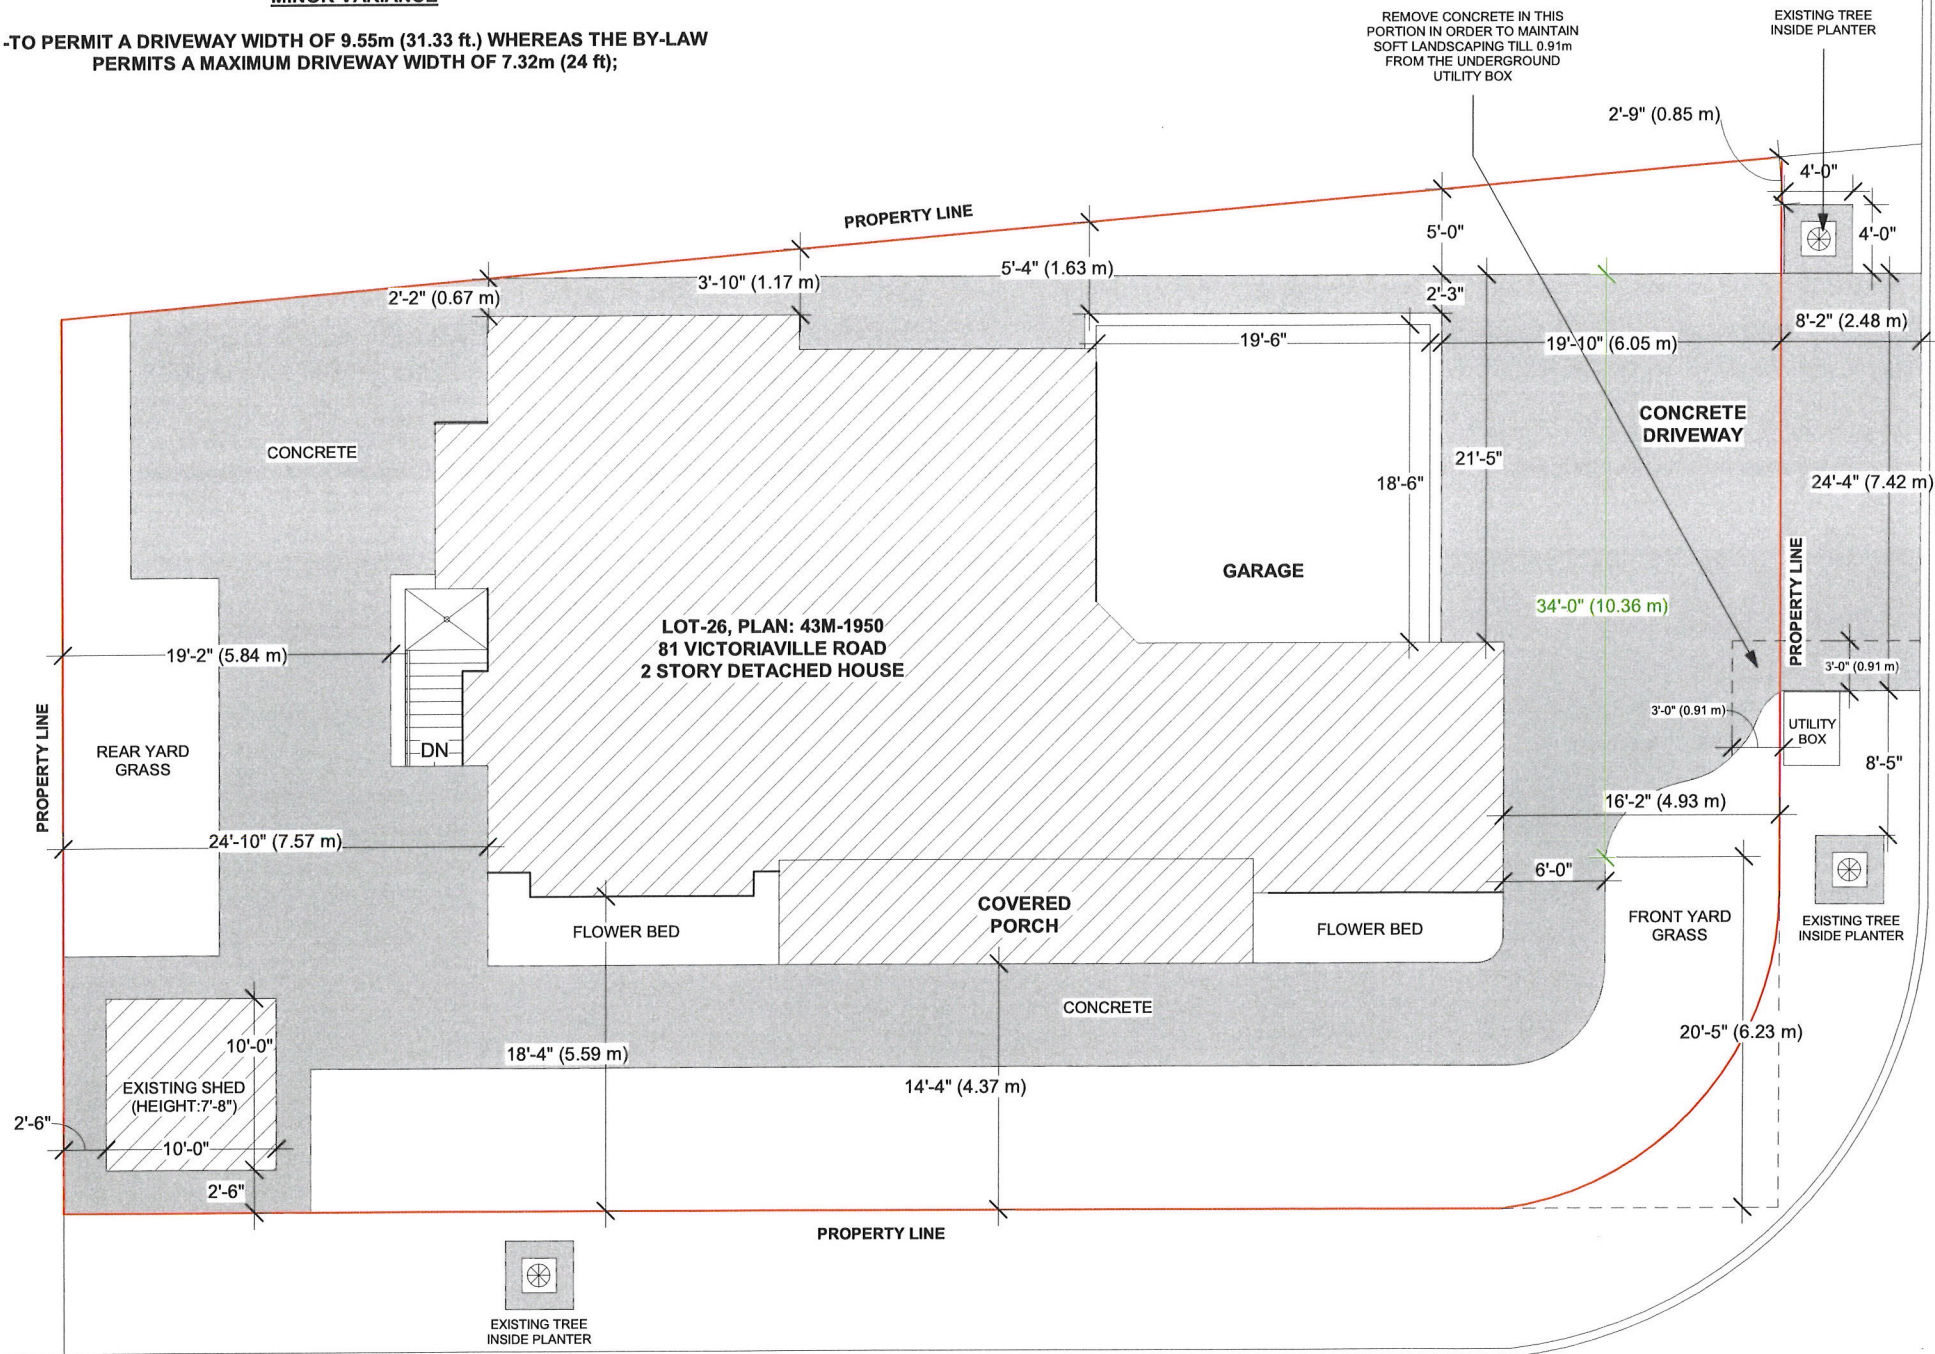 MINOR VARIANCE
-TO PERMIT A DRIVEWAY WIDTH OF 9.55m (31.33 ft.) WHEREAS THE BY-LAW
PERMITS A MAXIMUM DRIVEWAY WIDTH OF 7.32m (24 ft);
REMOVE CONCRETE IN THIS
PORTION IN ORDER TO MAINTAIN
SOFT LANDSCAPING TILL 0.91m
FROM THE UNDERGROUND
UTILITY BOX
EXISTING TREE
INSIDE PLANTER
2'-9" (0.85 m)
4'-0"
PROPERTY LINE
5'-0"
4'-0"
2'-2" (0.67 m)
3'-10" (1.17 m)
5'-4" (1.63 m)
2'-3"
8'-2" (2.48 m)
19'-6"
19'-10" (6.05 m)
CONCRETE
DRIVEWAY
CONCRETE
21'-5"
18'-6"
24'-4" (7.42 m)
GARAGE
34'-0" (10.36 m)
PROPERTY LINE
LOT-26, PLAN: 43M-1950
81 VICTORIAVILLE ROAD
2 STORY DETACHED HOUSE
19'-2" (5.84 m)
3'-0" (0.91 m)
3'-0" (0.91 m)
UTILITY
BOX
PROPERTY LINE
REAR YARD
GRASS
DN
8'-5"
16'-2" (4.93 m)
24'-10" (7.57 m)
6'-0"
COVERED
PORCH
FLOWER BED
FLOWER BED
FRONT YARD
GRASS
EXISTING TREE
INSIDE PLANTER
CONCRETE
10'-0"
18'-4" (5.59 m)
20'-5" (6.23 m)
EXISTING SHED
(HEIGHT:7'-8")
14'-4" (4.37 m)
2'-6"
10'-0"
2'-6"
PROPERTY LINE
EXISTING TREE
INSIDE PLANTER